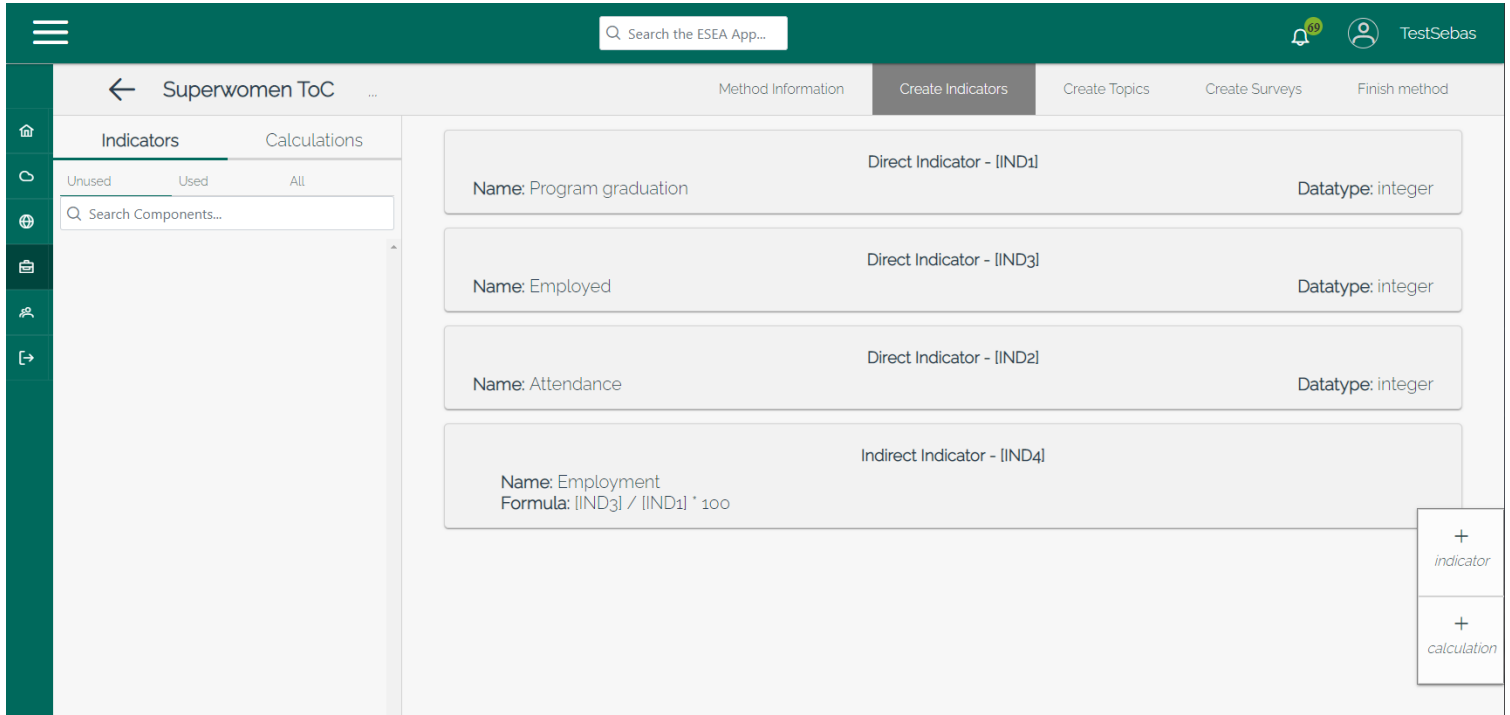 Search the ESEA App...
69
TestSebas
Superwomen ToC ...
Method Information
Create Indicators
Create Topics
Create Surveys
Finish method
Indicators
Calculations
Unused
Used
All
Search Components...
Direct Indicator - [IND1]
Name: Program graduation
Datatype: integer
Direct Indicator - [IND3]
Name: Employed
Datatype: integer
Direct Indicator - [IND2]
Name: Attendance
Datatype: integer
Indirect Indicator - [IND4]
Name: Employment
Formula: [IND3] / [IND1] * 100
+
indicator
+
calculation